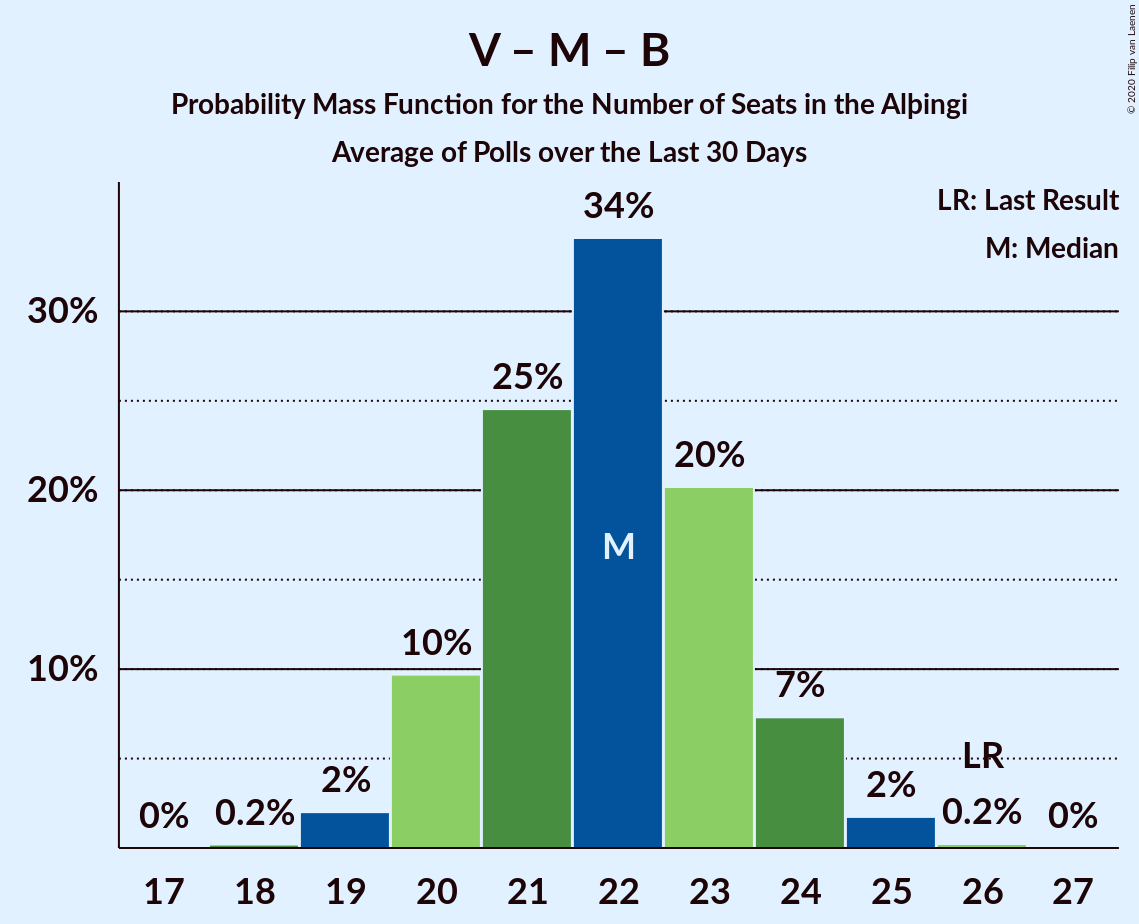 V – M – B
Probability Mass Function for the Number of Seats in the Alþingi
Average of Polls over the Last 30 Days
© 2020 Filip van Laenen
LR: Last Result
M: Median
34%
30%
25%
20%
20%
M
10%
10%
7%
LR
2%
2%
0%
0.2%
0.2%
0%
17 18 19 20 21 22 23 24 25 26 27